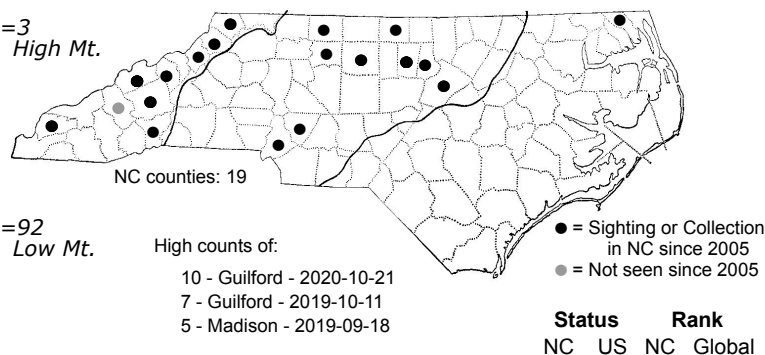 =3
High Mt.
NC counties: 19
=92
Low Mt.
High counts of:
10 - Guilford - 2020-10-21
7 - Guilford - 2019-10-11
5 - Madison - 2019-09-18
= Sighting or Collection
in NC since 2005
= Not seen since 2005
Status Rank
NC US NC Global